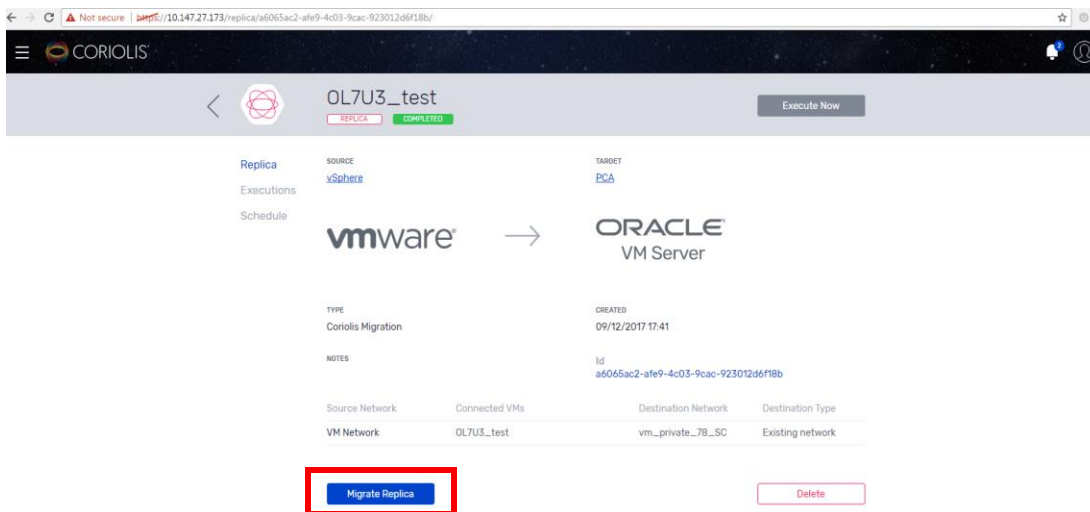 Not secure | https://10.147.27.173/replica/a6065ac2-afe9-4c03-9cac-923012d6f18b/
CORIOLIS
2
OL7U3_test
REPLICA COMPLETED
Execute Now
Replica
Executions
Schedule
SOURCE TARGET
vSphere PCA
vmware ORACLE
VM Server
TYPE CREATED
Coriolis Migration 09/12/2017 17:41
NOTES Id
a6065ac2-afe9-4c03-9cac-923012d6f18b
Source Network Connected VMs Destination Network Destination Type
VM Network OL7U3_test vm_private_78_SC Existing network
Migrate Replica Delete